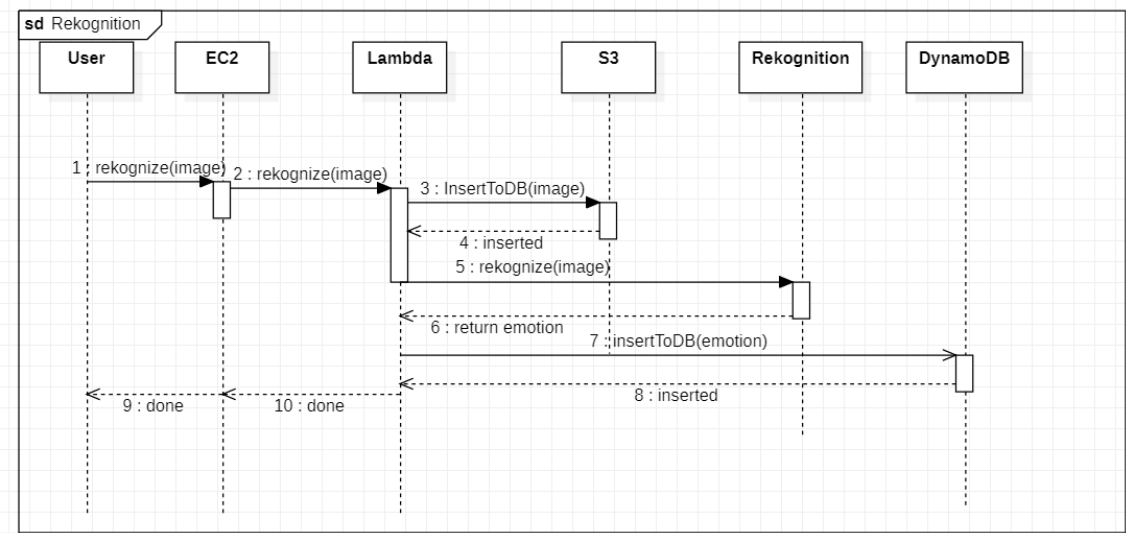 sd Rekognition
User
EC2
Lambda
S3
Rekognition
DynamoDB
1 : rekognize(image)
2 : rekognize(image)
3 : InsertToDB(image)
4 : inserted
5 : rekognize(image)
6 : return emotion
7 : insertToDB(emotion)
8 : inserted
9 : done
10 : done